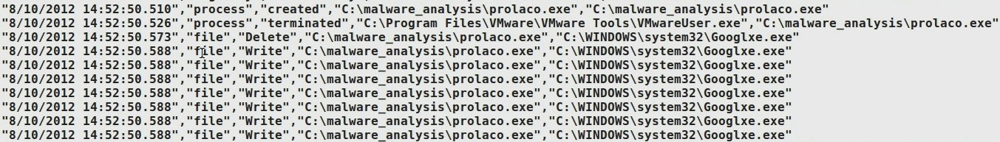 "8/10/2012 14:52:50.510","process","created","C:\malware_analysis\prolaco.exe","C:\malware_analysis\prolaco.exe"
"8/10/2012 14:52:50.526","process","terminated","C:\Program Files\VMware\VMware Tools\VMwareUser.exe","C:\malware_analysis\prolaco.exe"
"8/10/2012 14:52:50.573","file","Delete","C:\malware_analysis\prolaco.exe","C:\WINDOWS\system32\Googlxe.exe"
"8/10/2012 14:52:50.588","file","Write","C:\malware_analysis\prolaco.exe","C:\WINDOWS\system32\Googlxe.exe"
"8/10/2012 14:52:50.588","file","Write","C:\malware_analysis\prolaco.exe","C:\WINDOWS\system32\Googlxe.exe"
"8/10/2012 14:52:50.588","file","Write","C:\malware_analysis\prolaco.exe","C:\WINDOWS\system32\Googlxe.exe"
"8/10/2012 14:52:50.588","file","Write","C:\malware_analysis\prolaco.exe","C:\WINDOWS\system32\Googlxe.exe"
"8/10/2012 14:52:50.588","file","Write","C:\malware_analysis\prolaco.exe","C:\WINDOWS\system32\Googlxe.exe"
"8/10/2012 14:52:50.588","file","Write","C:\malware_analysis\prolaco.exe","C:\WINDOWS\system32\Googlxe.exe"
"8/10/2012 14:52:50.588","file","Write","C:\malware_analysis\prolaco.exe","C:\WINDOWS\system32\Googlxe.exe"